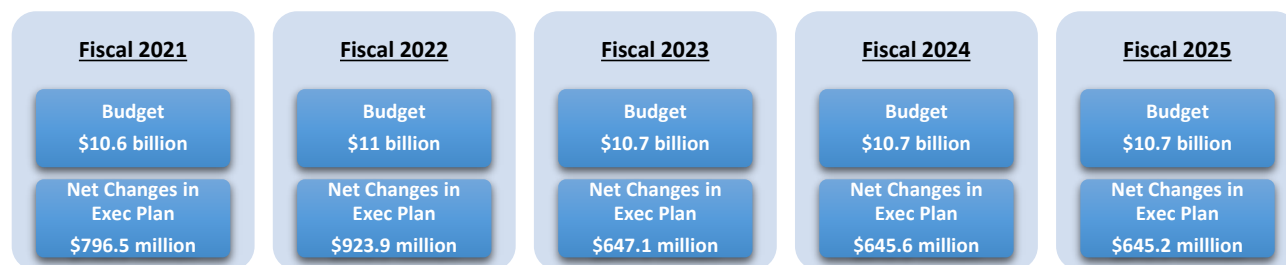 Fiscal 2021
Budget
$10.6 billion
Net Changes in
Exec Plan
$796.5 million
Fiscal 2022
Budget
$11 billion
Net Changes in
Exec Plan
$923.9 million
Fiscal 2023
Budget
$10.7 billion
Net Changes in
Exec Plan
$647.1 million
Fiscal 2024
Budget
$10.7 billion
Net Changes in
Exec Plan
$645.6 million
Fiscal 2025
Budget
$10.7 billion
Net Changes in
Exec Plan
$645.2 milllion